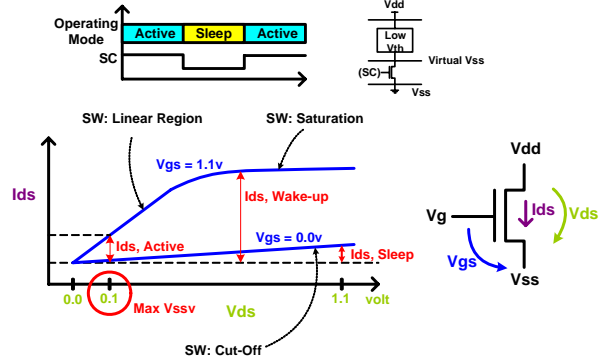 Operating Mode
Active Sleep Active
SC
Vdd
Low Vth
Virtual Vss
(SC)
Vss
SW: Linear Region
SW: Saturation
Vgs = 1.1v
Ids
Ids, Wake-up
Ids, Active
Vgs = 0.0v
Ids, Sleep
0.0
0.1
1.1
volt
Max Vssv
Vds
SW: Cut-Off
Vdd
Vg
Ids
Vds
Vgs
Vss